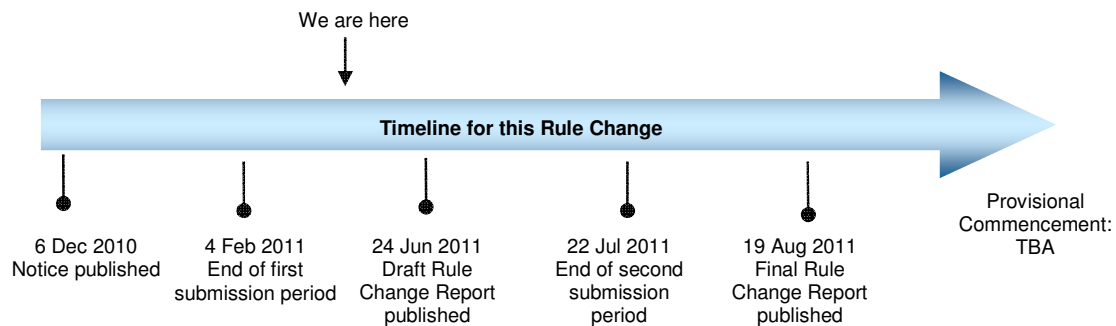 We are here
Timeline for this Rule Change
6 Dec 2010
Notice published
4 Feb 2011
End of first
submission period
24 Jun 2011
Draft Rule
Change Report
published
22 Jul 2011
End of second
submission
period
19 Aug 2011
Final Rule
Change Report
published
Provisional
Commencement:
TBA